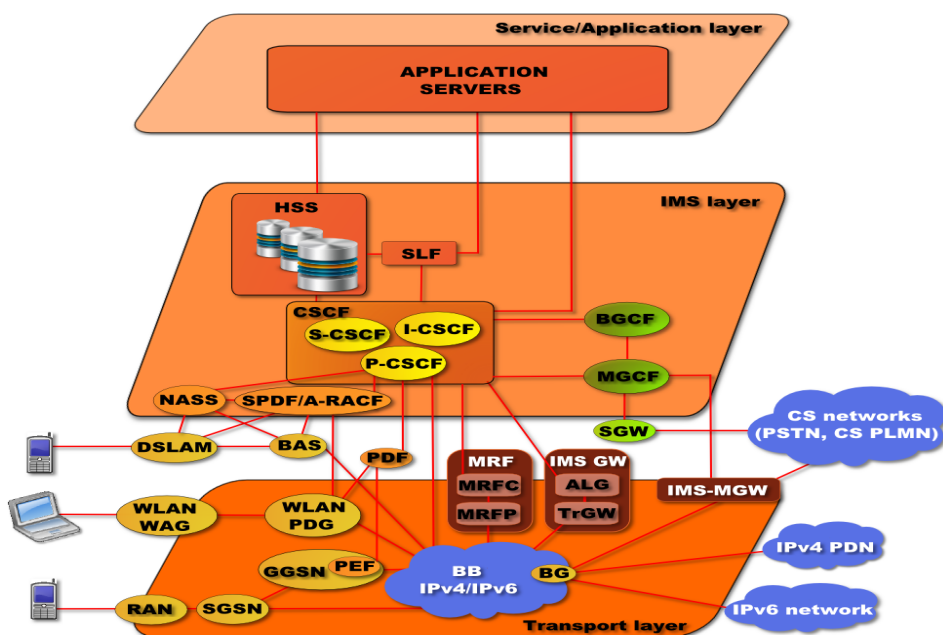 Service/Application layer
APPLICATION
SERVERS
HSS
IMS layer
SLF
CSCF
S-CSCF
I-CSCF
P-CSCF
BGCF
MGCF
NASS
SPDF/A-RACF
SGW
CS networks
(PSTN, CS PLMN)
DSLAM
BAS
PDF
MRF
MRFC
MRFP
IMS GW
ALG
TrGW
IMS-MGW
WLAN
WAG
WLAN
PDG
GGSN
PEF
BB
IPv4/IPv6
BG
IPv4 PDN
RAN
SGSN
IPv6 network
Transport layer